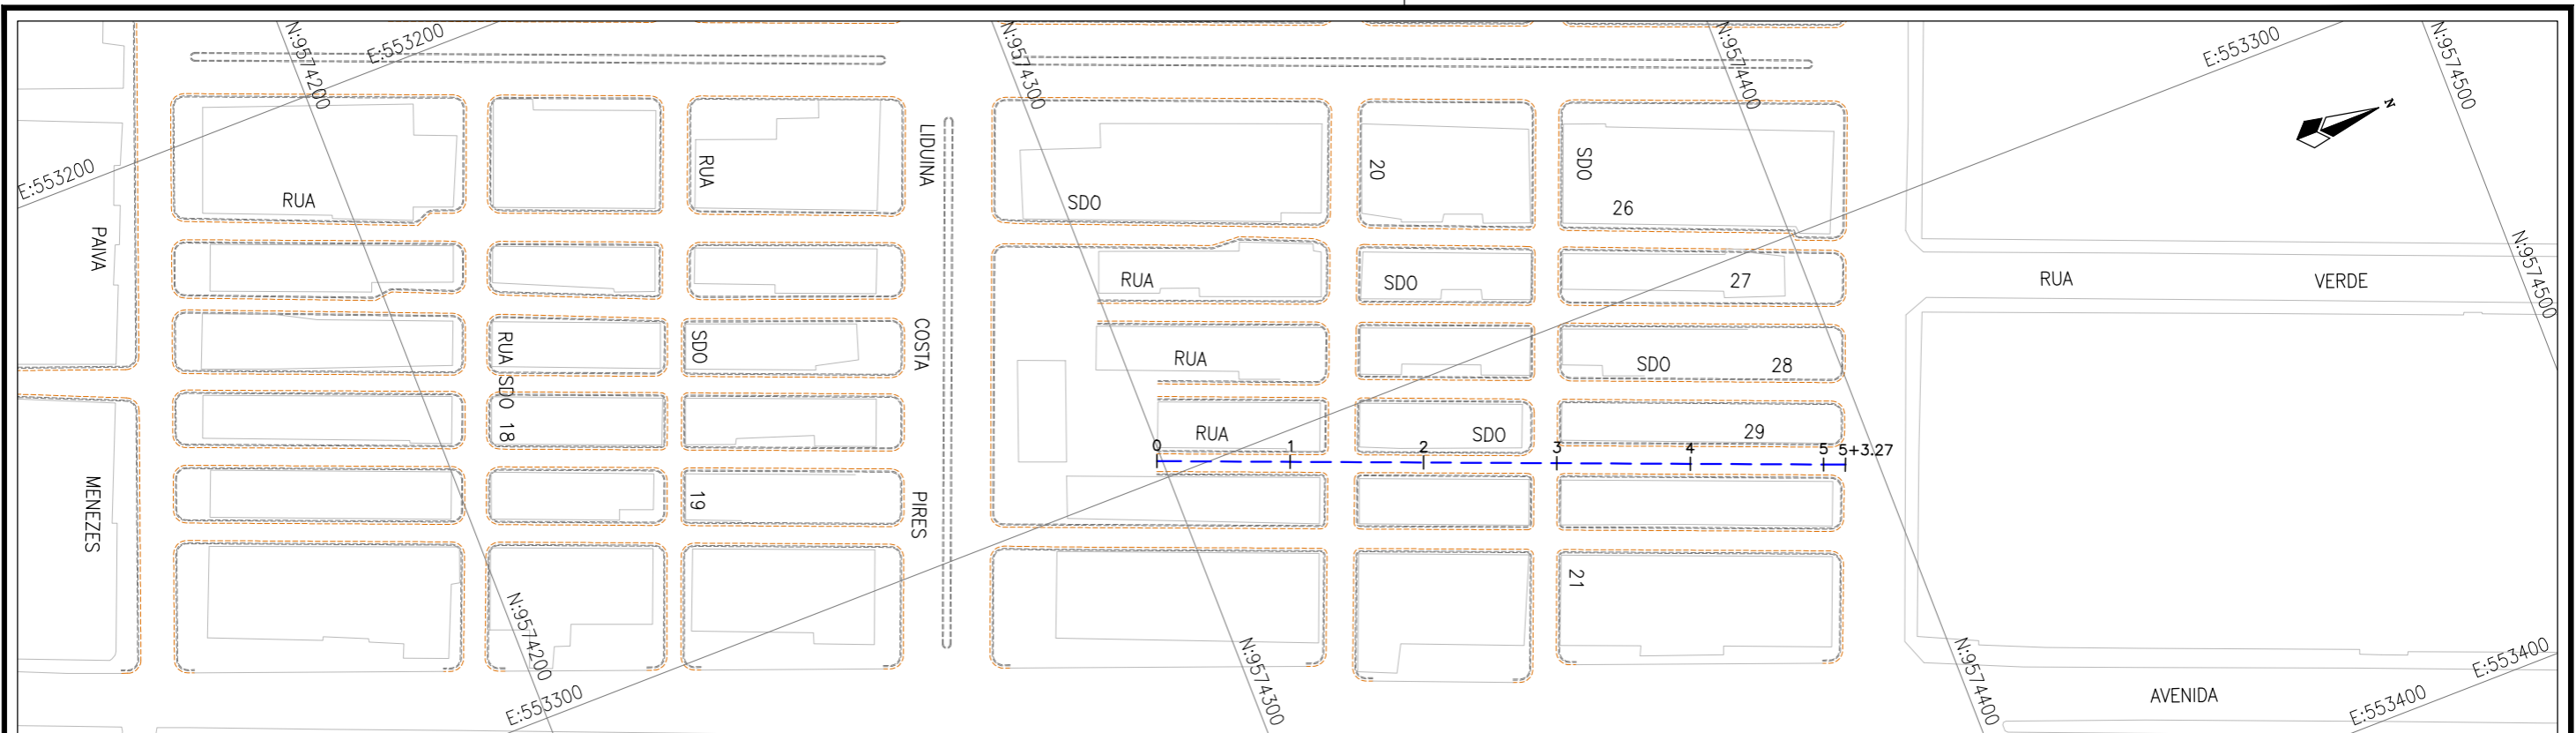 N:9574200
E:553200
N:9574300
N:9574400
E:553300
N:9574500
N
E:553200
RUA
RUA
LIDUINA
SDO
20
SDO
26
PAIVA
RUA
SDO
27
RUA
VERDE
N:9574500
RUA
SDO
COSTA
RUA
SDO
28
SDO
18
RUA
SDO
29
0
1
2
3
4
5
5+3.27
MENEZES
19
PIRES
21
N:9574200
E:553300
N:9574300
N:9574400
AVENIDA
E:553400
E:553400